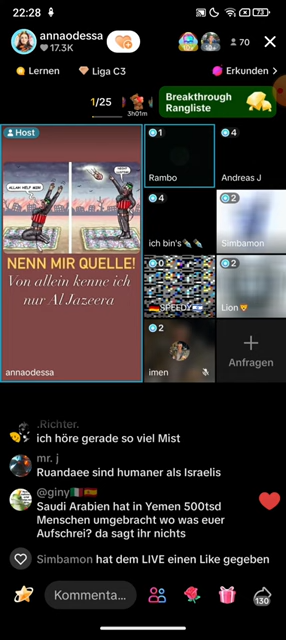 22:28
73
annaodessa
17.3K
70
Lernen
Liga C3
Erkunden >
1/25
3h01m
Breakthrough
Rangliste
Host
1
Rambo
4
Andreas J
ALLAH HELP MEH!
NENN MIR QUELLE!
Von allein kenne ich
nur Al Jazeera
annaodessa
4
ich bin's
2
Simbamon
0
SPEEDY
2
Lion
2
imen
+
Anfragen
.Richter.
ich höre gerade so viel Mist
mr. j
Ruandaee sind humaner als Israelis
@giny
Saudi Arabien hat in Yemen 500tsd
Menschen umgebracht wo was euer
Aufschrei? da sagt ihr nichts
Simbamon hat dem LIVE einen Like gegeben
Kommenta...
130